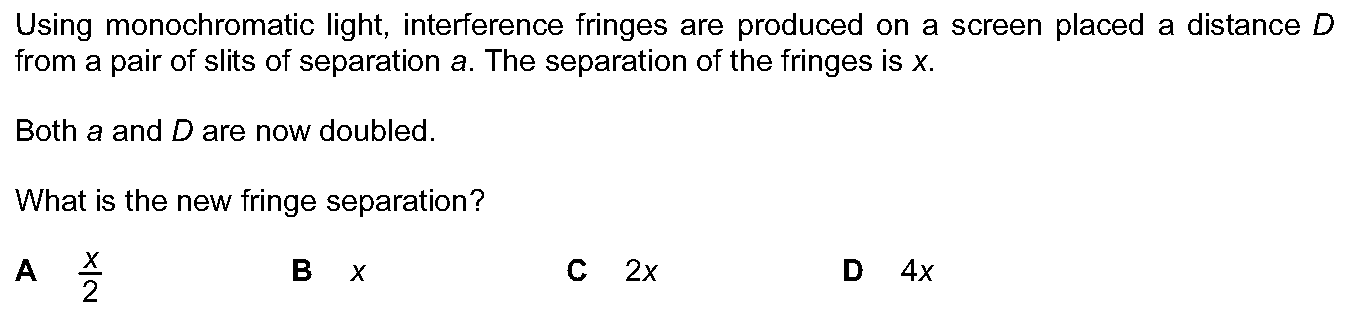 Using monochromatic light, interference fringes are produced on a screen placed a distance D
from a pair of slits of separation a. The separation of the fringes is x.
Both a and D are now doubled.
What is the new fringe separation?
A x/2 B x C 2x D 4x